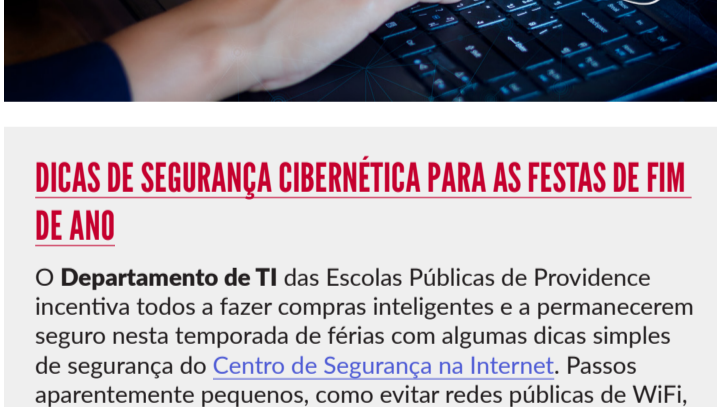 DICAS DE SEGURANÇA CIBERNÉTICA PARA AS FESTAS DE FIM
DE ANO
O Departamento de TI das Escolas Públicas de Providence
incentiva todos a fazer compras inteligentes e a permanecerem
seguro nesta temporada de férias com algumas dicas simples
de segurança do Centro de Segurança na Internet. Passos
aparentemente pequenos, como evitar redes públicas de WiFi,